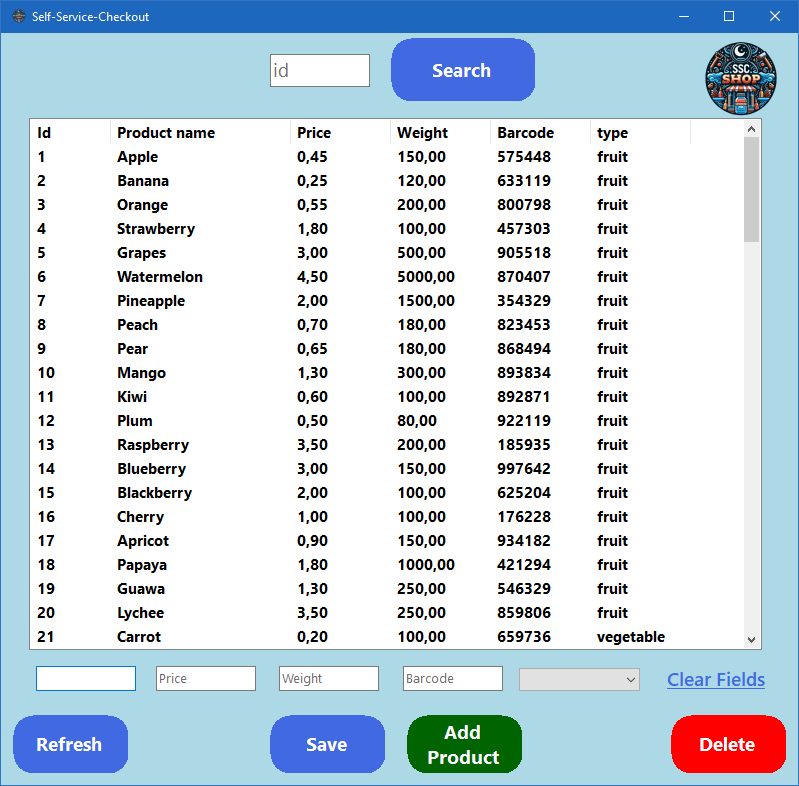 Self-Service-Checkout
id Search
SSC
SHOP
Id Product name Price Weight Barcode type
1 Apple 0,45 150,00 575448 fruit
2 Banana 0,25 120,00 633119 fruit
3 Orange 0,55 200,00 800798 fruit
4 Strawberry 1,80 100,00 457303 fruit
5 Grapes 3,00 500,00 905518 fruit
6 Watermelon 4,50 5000,00 870407 fruit
7 Pineapple 2,00 1500,00 354329 fruit
8 Peach 0,70 180,00 823453 fruit
9 Pear 0,65 180,00 868494 fruit
10 Mango 1,30 300,00 893834 fruit
11 Kiwi 0,60 100,00 892871 fruit
12 Plum 0,50 80,00 922119 fruit
13 Raspberry 3,50 200,00 185935 fruit
14 Blueberry 3,00 150,00 997642 fruit
15 Blackberry 2,00 100,00 625204 fruit
16 Cherry 1,00 100,00 176228 fruit
17 Apricot 0,90 150,00 934182 fruit
18 Papaya 1,80 1000,00 421294 fruit
19 Guawa 1,30 250,00 546329 fruit
20 Lychee 3,50 250,00 859806 fruit
21 Carrot 0,20 100,00 659736 vegetable
Price Weight Barcode Clear Fields
Refresh Save Add Product Delete